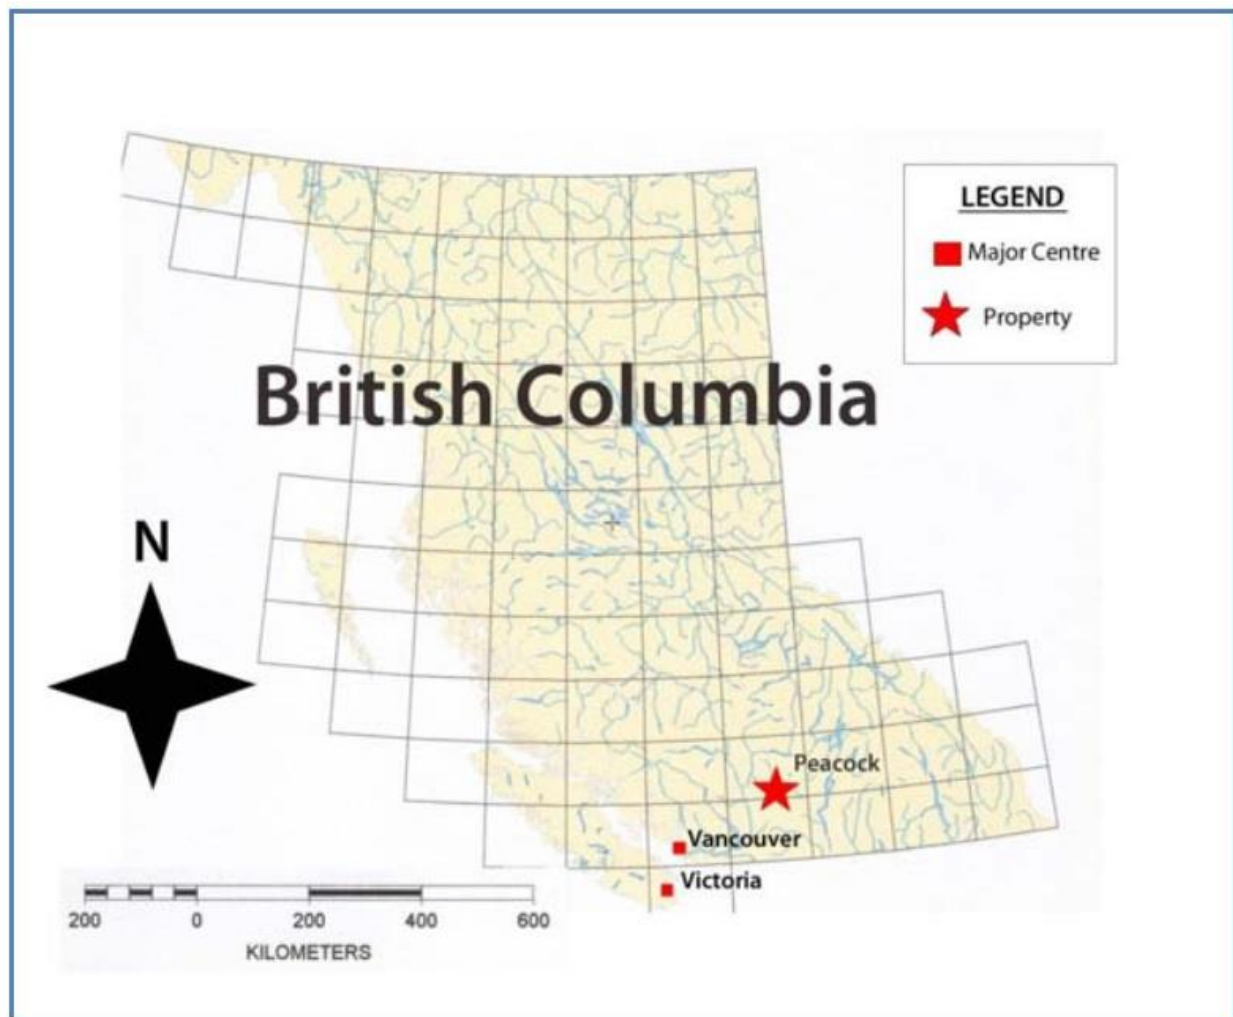 LEGEND
Major Centre
Property
British Columbia
N
Peacock
Vancouver
Victoria
200 0 200 400 600
KILOMETERS